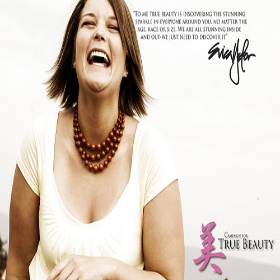 "TO ME TRUE BEAUTY IS DISCOVERING THE STUNNING
SPARKLE IN EVERYONE AROUND YOU, NO MATTER THE
AGE, RACE OR SIZE. WE ARE ALL STUNNING INSIDE
AND OUT-WE JUST NEED TO DISCOVER IT"
美
CAMPAIGN FOR
TRUE BEAUTY